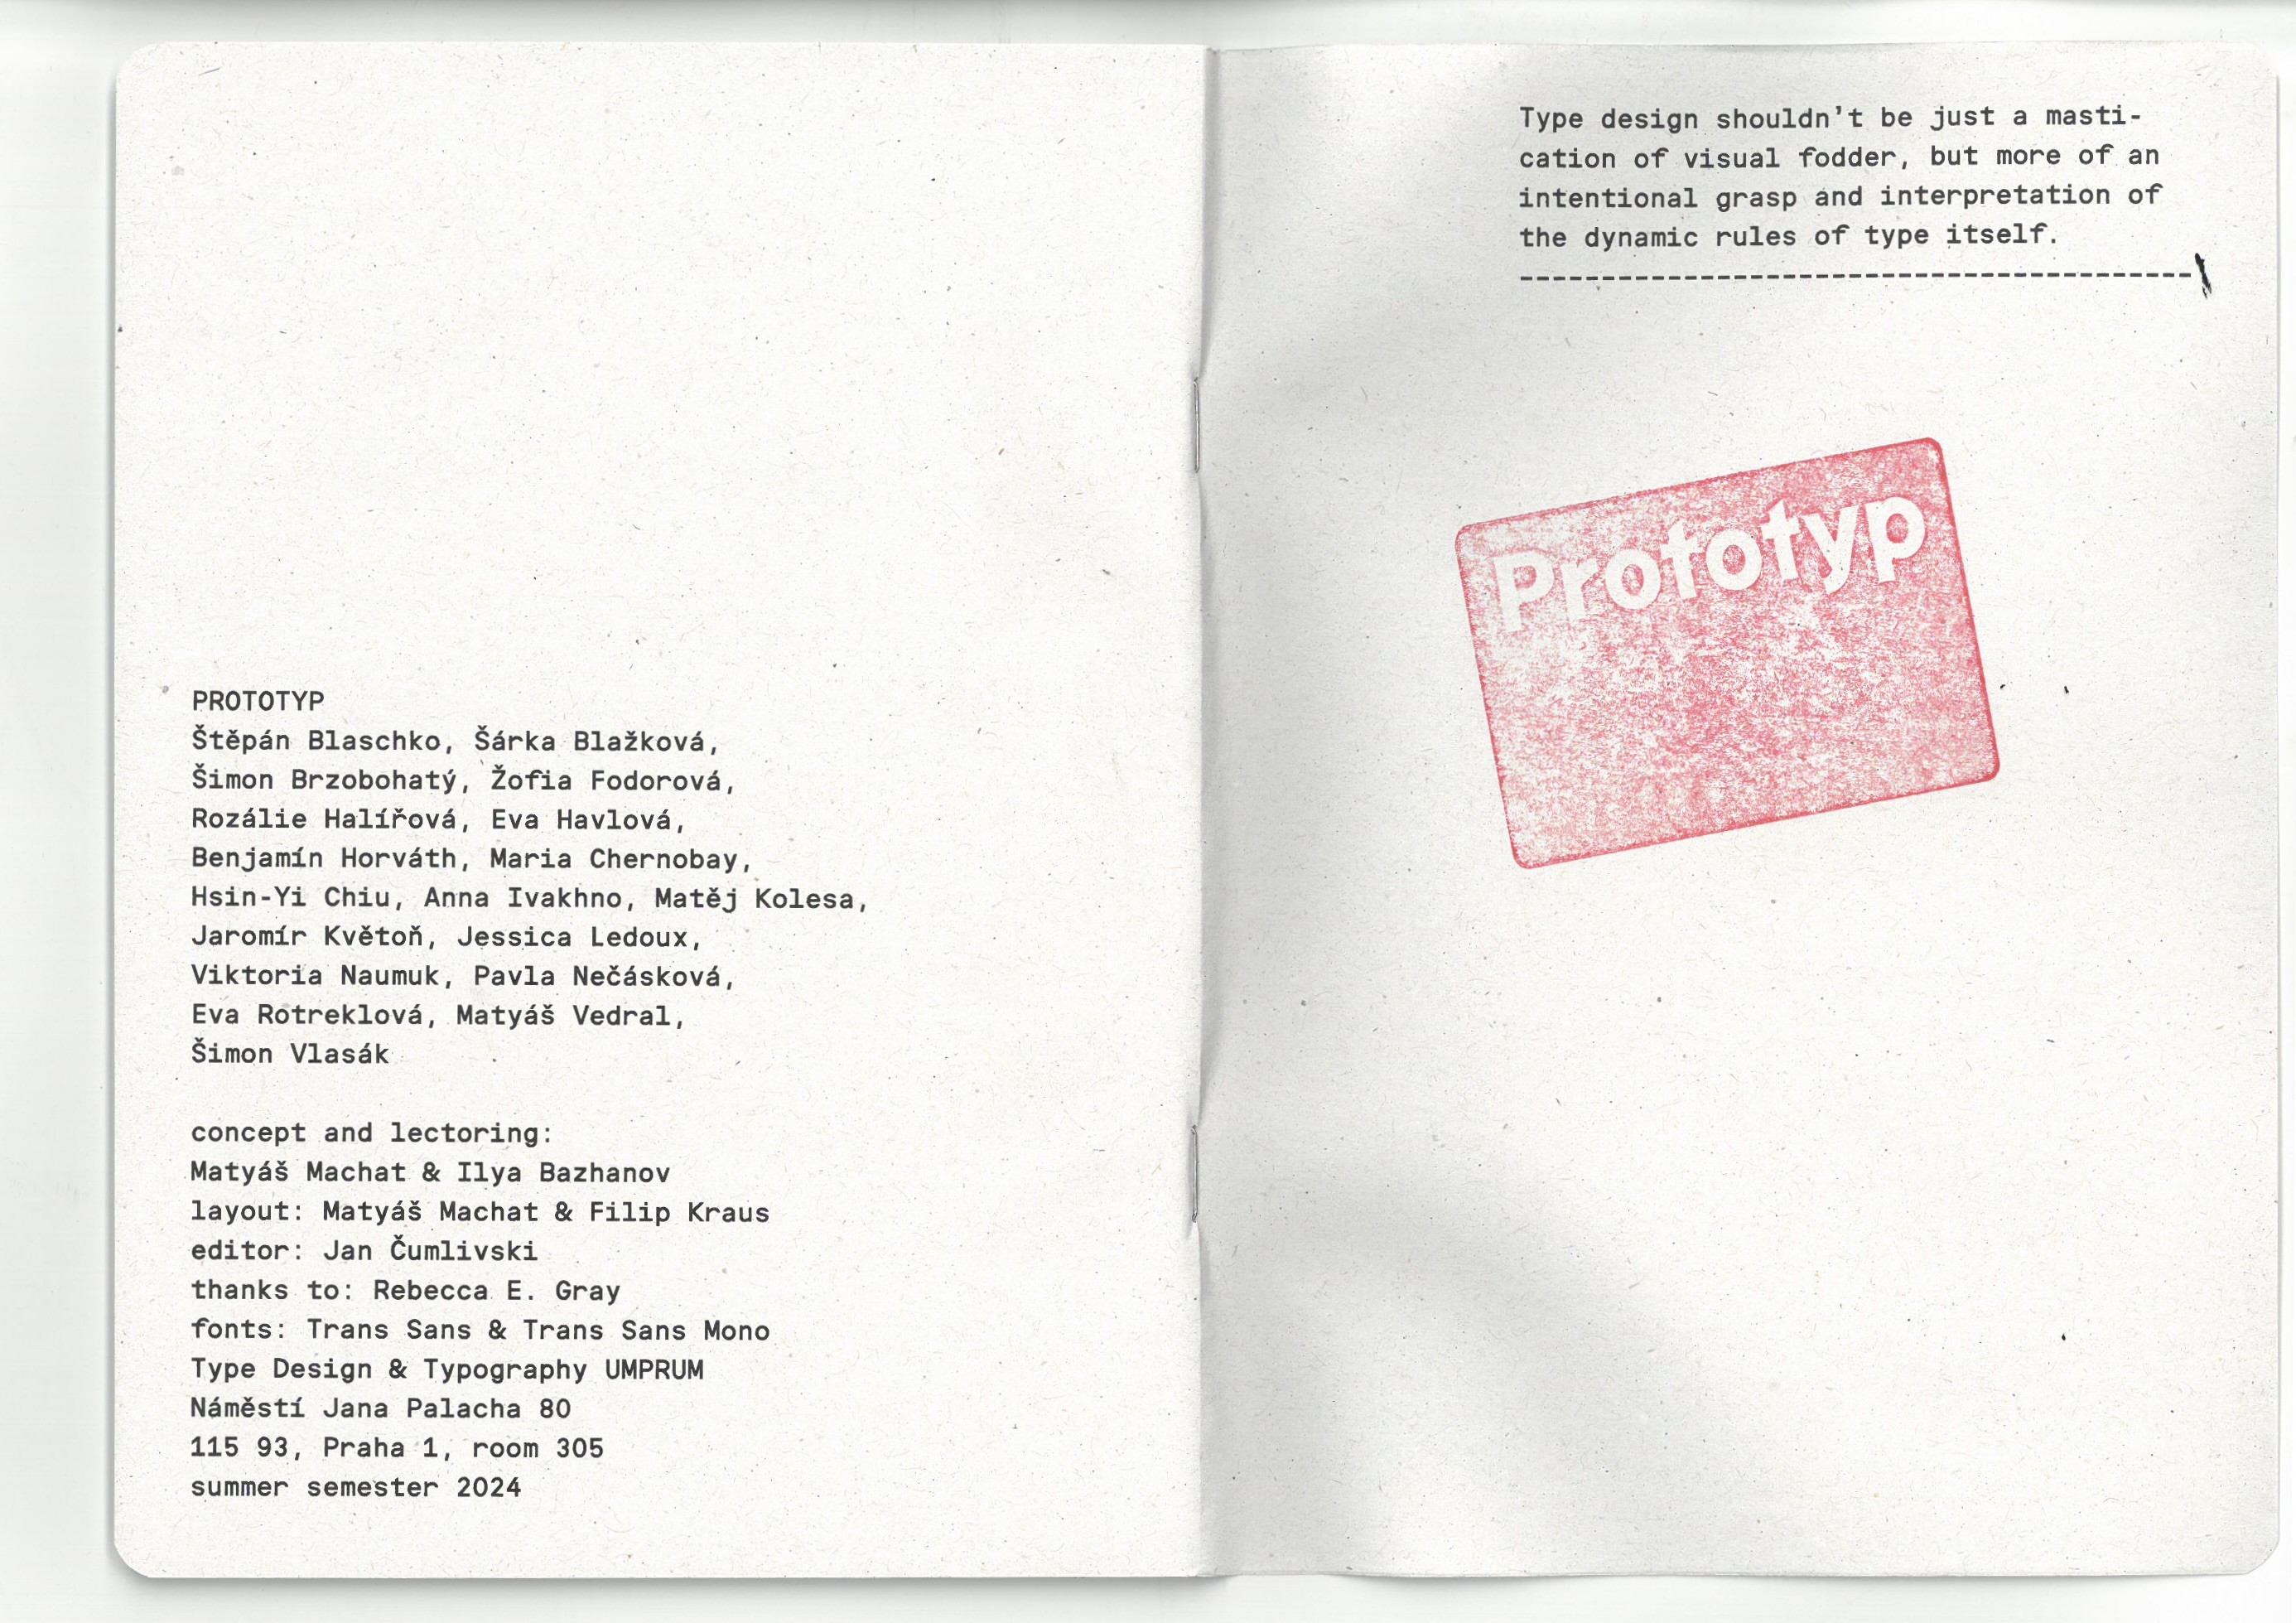 PROTOTYP
Štěpán Blaschko, Šárka Blažková,
Šimon Brzobohatý, Žofia Fodorová,
Rozálie Halířová, Eva Havlová,
Benjamín Horváth, Maria Chernobay,
Hsin-Yi Chiu, Anna Ivakhno, Matěj Kolesa,
Jaromír Květoň, Jessica Ledoux,
Viktoria Naumuk, Pavla Nečásková,
Eva Rotreklová, Matyáš Vedral,
Šimon Vlasák
concept and lectoring:
Matyáš Machat & Ilya Bazhanov
layout: Matyáš Machat & Filip Kraus
editor: Jan Čumlivski
thanks to: Rebecca E. Gray
fonts: Trans Sans & Trans Sans Mono
Type Design & Typography UMPRUM
Náměstí Jana Palacha 80
115 93, Praha 1, room 305
summer semester 2024
Type design shouldn’t be just a masti-
cation of visual fodder, but more of an
intentional grasp and interpretation of
the dynamic rules of type itself.
-----------------------------------------
Prototyp